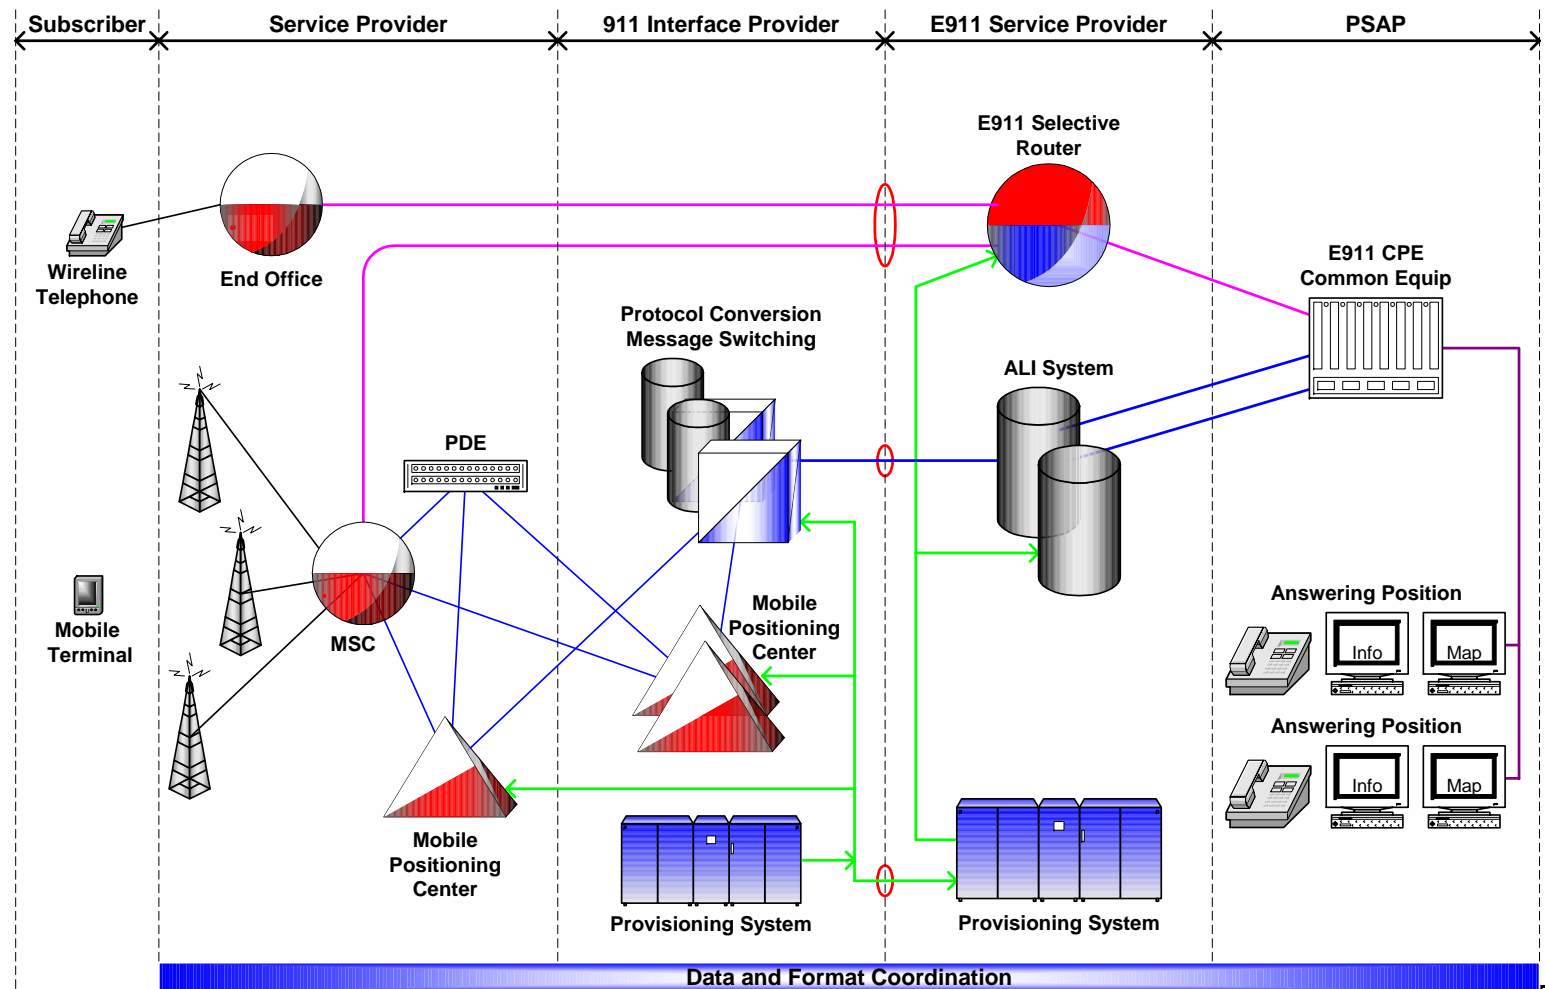 Subscriber
Service Provider
911 Interface Provider
E911 Service Provider
PSAP
E911 Selective
Router
Wireline
Telephone
End Office
E911 CPE
Common Equip
Protocol Conversion
Message Switching
ALI System
PDE
Mobile
Terminal
MSC
Mobile
Positioning
Center
Answering Position
Info
Map
Answering Position
Info
Map
Mobile
Positioning
Center
Provisioning System
Provisioning System
Data and Format Coordination